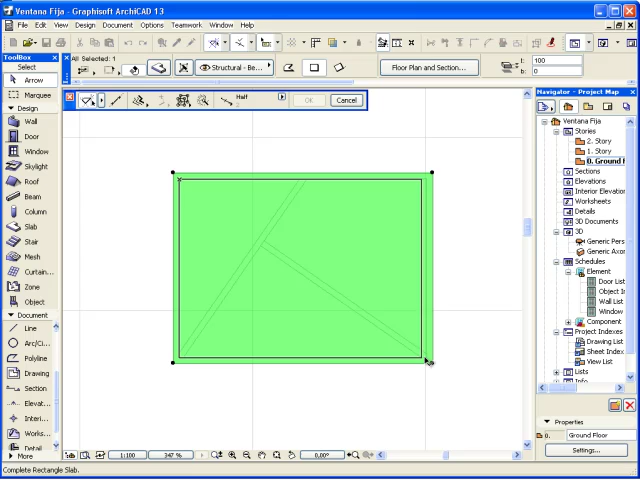 Ventana Fija - Graphisoft ArchiCAD 13
File Edit View Design Document Options Teamwork Window Help
ToolBox
Select
Arrow
Marquee
Design
Wall
Door
Window
Skylight
Roof
Beam
Column
Slab
Stair
Mesh
Curtain...
Zone
Object
Document
Line
Arc/Ci...
Polyline
Drawing
Section
Elevat...
Interi...
Works...
Detail
More
All Selected: 1
Structural - Be...
Floor Plan and Section...
t: 100
b: 0
Half
OK
Cancel
Navigator - Project Map
Ventana Fija
Stories
2. Story
1. Story
0. Ground
Sections
Elevations
Interior Elevation
Worksheets
Details
3D Documents
3D
Generic Pers
Generic Axon
Schedules
Element
Door List
Object In
Wall List
Window
Component
Project Indexes
Drawing List
Sheet Index
View List
Lists
Info
Properties
0. Ground Floor
Settings...
1:100
347 %
0,00°
Complete Rectangle Slab.